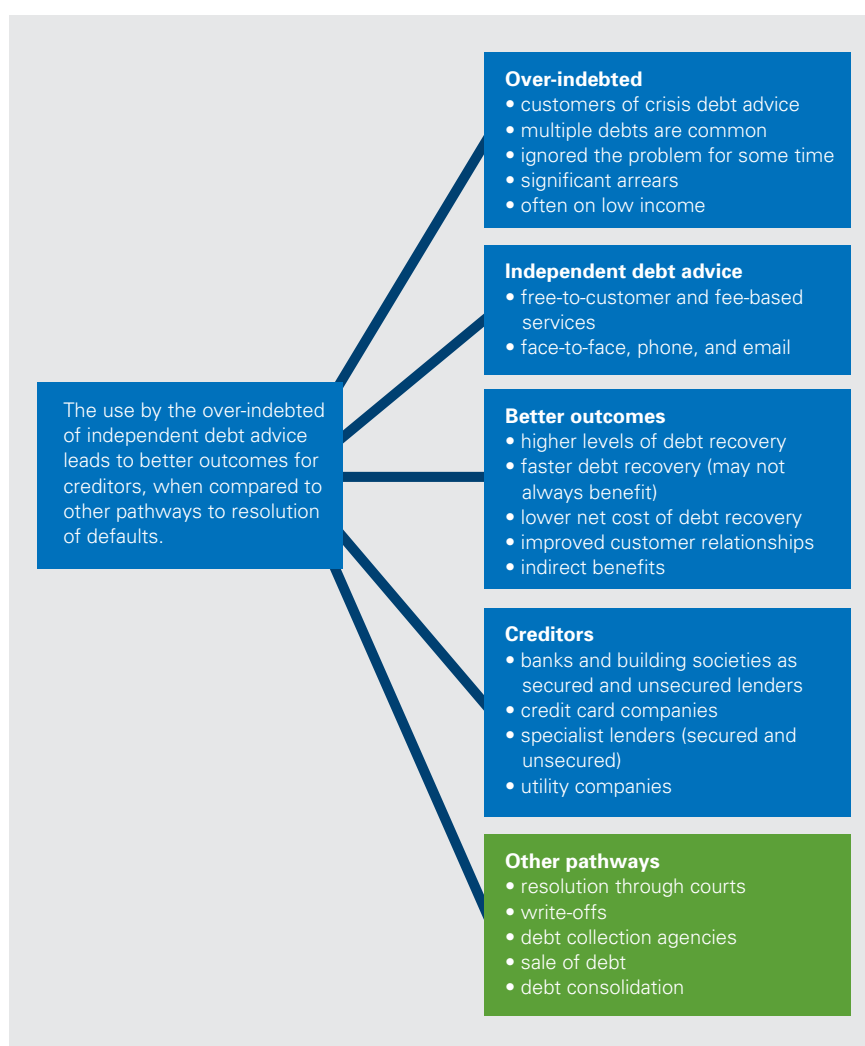 Over-indebted
• customers of crisis debt advice
• multiple debts are common
• ignored the problem for some time
• significant arrears
• often on low income
Independent debt advice
• free-to-customer and fee-based
services
• face-to-face, phone, and email
The use by the over-indebted
of independent debt advice
leads to better outcomes for
creditors, when compared to
other pathways to resolution
of defaults.
Better outcomes
• higher levels of debt recovery
• faster debt recovery (may not
always benefit)
• lower net cost of debt recovery
• improved customer relationships
• indirect benefits
Creditors
• banks and building societies as
secured and unsecured lenders
• credit card companies
• specialist lenders (secured and
unsecured)
• utility companies
Other pathways
• resolution through courts
• write-offs
• debt collection agencies
• sale of debt
• debt consolidation